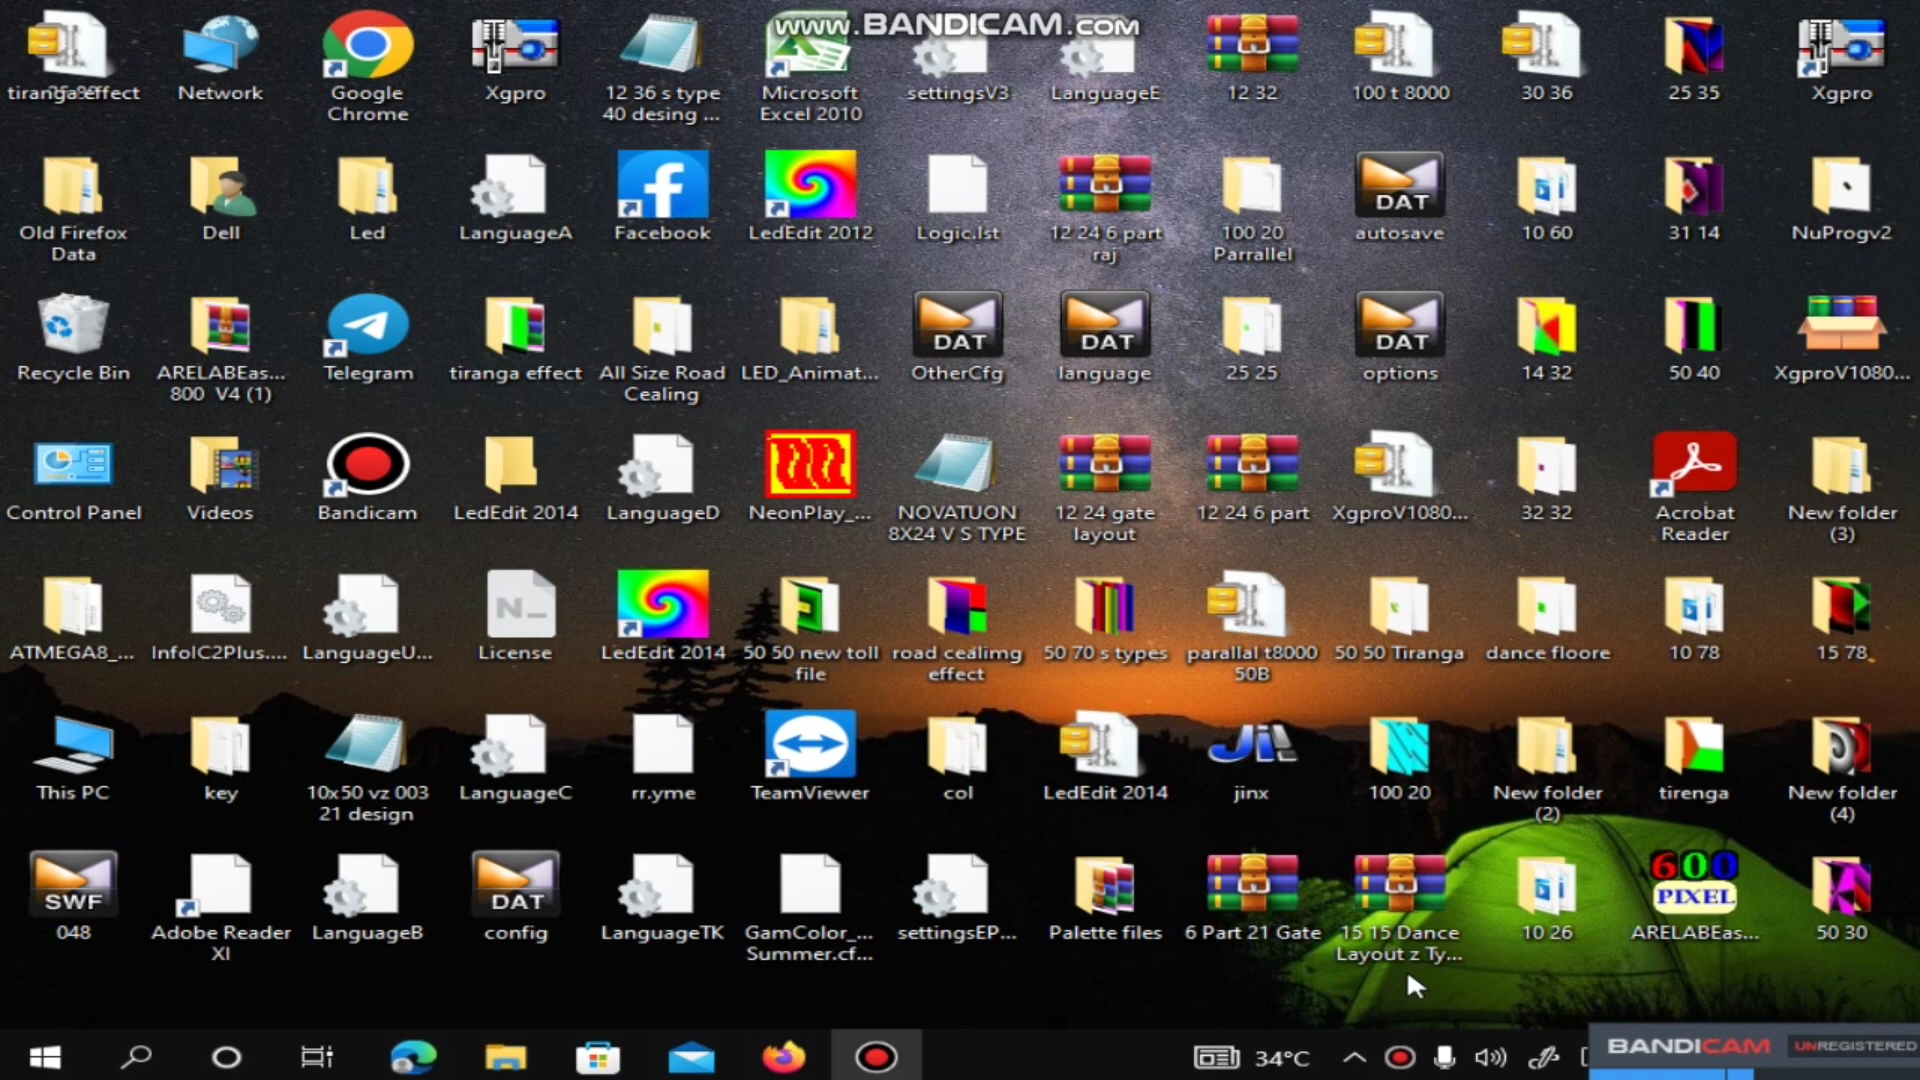 www.BANDICAM.com
tiranga effect
Network
Google
Chrome
Xgpro
12 36 s type
40 desing ...
Microsoft
Excel 2010
settingsV3
LanguageE
12 32
100 t 8000
30 36
25 35
Xgpro
Old Firefox
Data
Dell
Led
LanguageA
Facebook
LedEdit 2012
Logic.lst
12 24 6 part
raj
100 20
Parrallel
DAT
autosave
10 60
31 14
NuProgv2
Recycle Bin
ARELABEas...
800 V4 (1)
Telegram
tiranga effect
All Size Road
Cealing
LED_Animat...
DAT
OtherCfg
DAT
language
25 25
DAT
options
14 32
50 40
XgproV1080...
Control Panel
Videos
Bandicam
LedEdit 2014
LanguageD
NeonPlay_...
NOVATUON
8X24 V S TYPE
12 24 gate
layout
12 24 6 part
XgproV1080...
32 32
Acrobat
Reader
New folder
(3)
ATMEGA8_...
InfoIC2Plus....
LanguageU...
N_
License
LedEdit 2014
50 50 new toll
file
road cealimg
effect
50 70 s types
parallal t8000
50B
50 50 Tiranga
dance floore
10 78
15 78
This PC
key
10x50 vz 003
21 design
LanguageC
rr.yme
TeamViewer
col
LedEdit 2014
jinx
100 20
New folder
(2)
tirenga
New folder
(4)
SWF
048
Adobe Reader
XI
LanguageB
DAT
config
LanguageTK
GamColor_...
Summer.cf...
settingsEP...
Palette files
6 Part 21 Gate
15 15 Dance
Layout z Ty...
10 26
600
PIXEL
ARELABEas...
50 30
34°C
BANDICAM UNREGISTERED